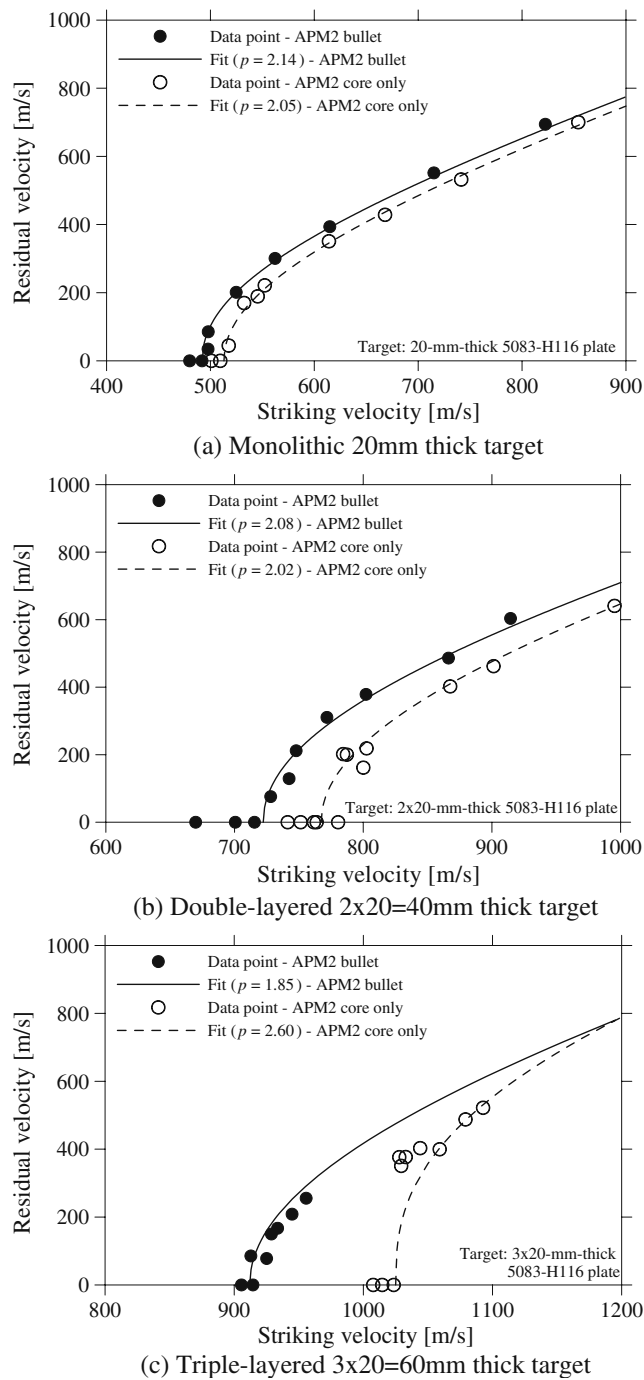 1000
800
600
400
200
0
Residual velocity [m/s]
Data point - APM2 bullet
Fit (p = 2.14) - APM2 bullet
Data point - APM2 core only
Fit (p = 2.05) - APM2 core only
Target: 20-mm-thick 5083-H116 plate
400 500 600 700 800 900
Striking velocity [m/s]
(a) Monolithic 20mm thick target
1000
800
600
400
200
0
Residual velocity [m/s]
Data point - APM2 bullet
Fit (p = 2.08) - APM2 bullet
Data point - APM2 core only
Fit (p = 2.02) - APM2 core only
Target: 2x20-mm-thick 5083-H116 plate
600 700 800 900 1000
Striking velocity [m/s]
(b) Double-layered 2x20=40mm thick target
1000
800
600
400
200
0
Residual velocity [m/s]
Data point - APM2 bullet
Fit (p = 1.85) - APM2 bullet
Data point - APM2 core only
Fit (p = 2.60) - APM2 core only
Target: 3x20-mm-thick
5083-H116 plate
800 900 1000 1100 1200
Striking velocity [m/s]
(c) Triple-layered 3x20=60mm thick target